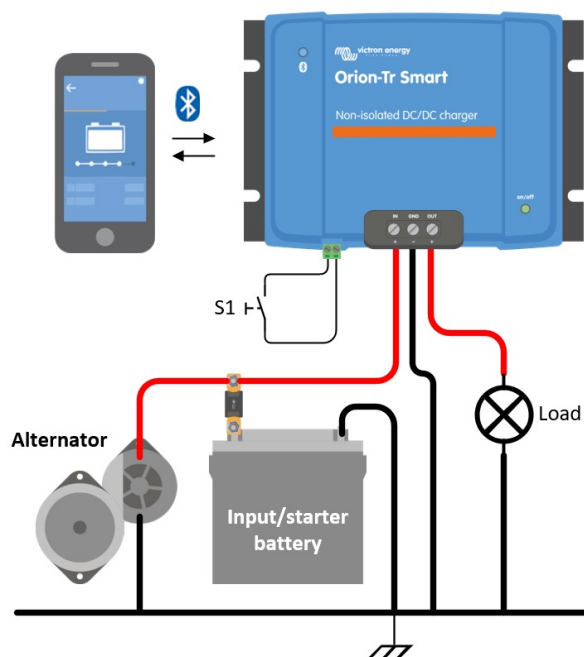 victron energy
Orion-Tr Smart
Non-isolated DC/DC charger
on/off
IN GND OUT
+ - +
S1
Load
Alternator
Input/starter
battery